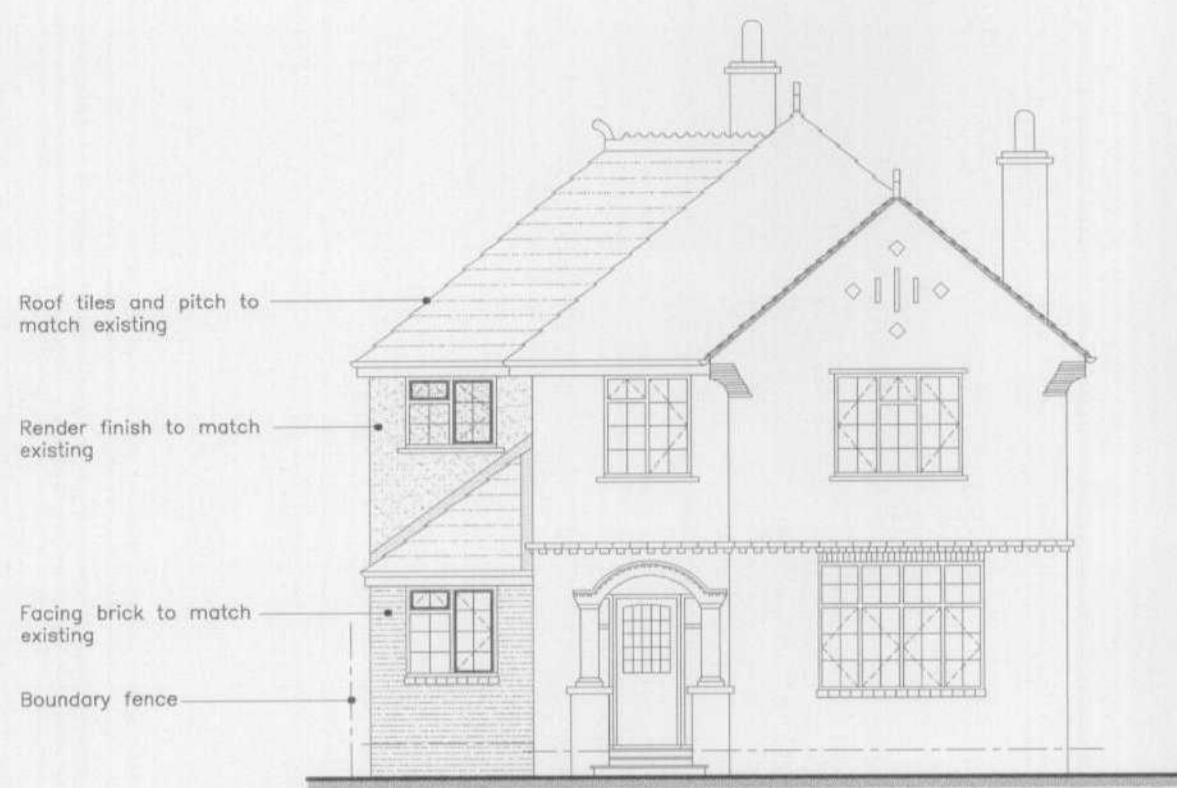 Roof tiles and pitch to
match existing
Render finish to match
existing
Facing brick to match
existing
Boundary fence